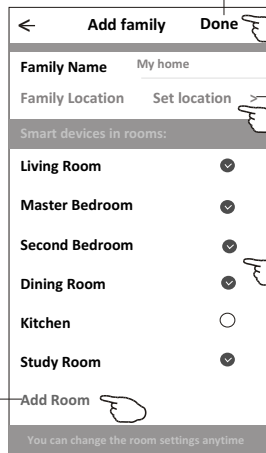 Add family Done
Family Name My home
Family Location Set location >
Smart devices in rooms:
Living Room
Master Bedroom
Second Bedroom
Dining Room
Kitchen
Study Room
Add Room
You can change the room settings anytime